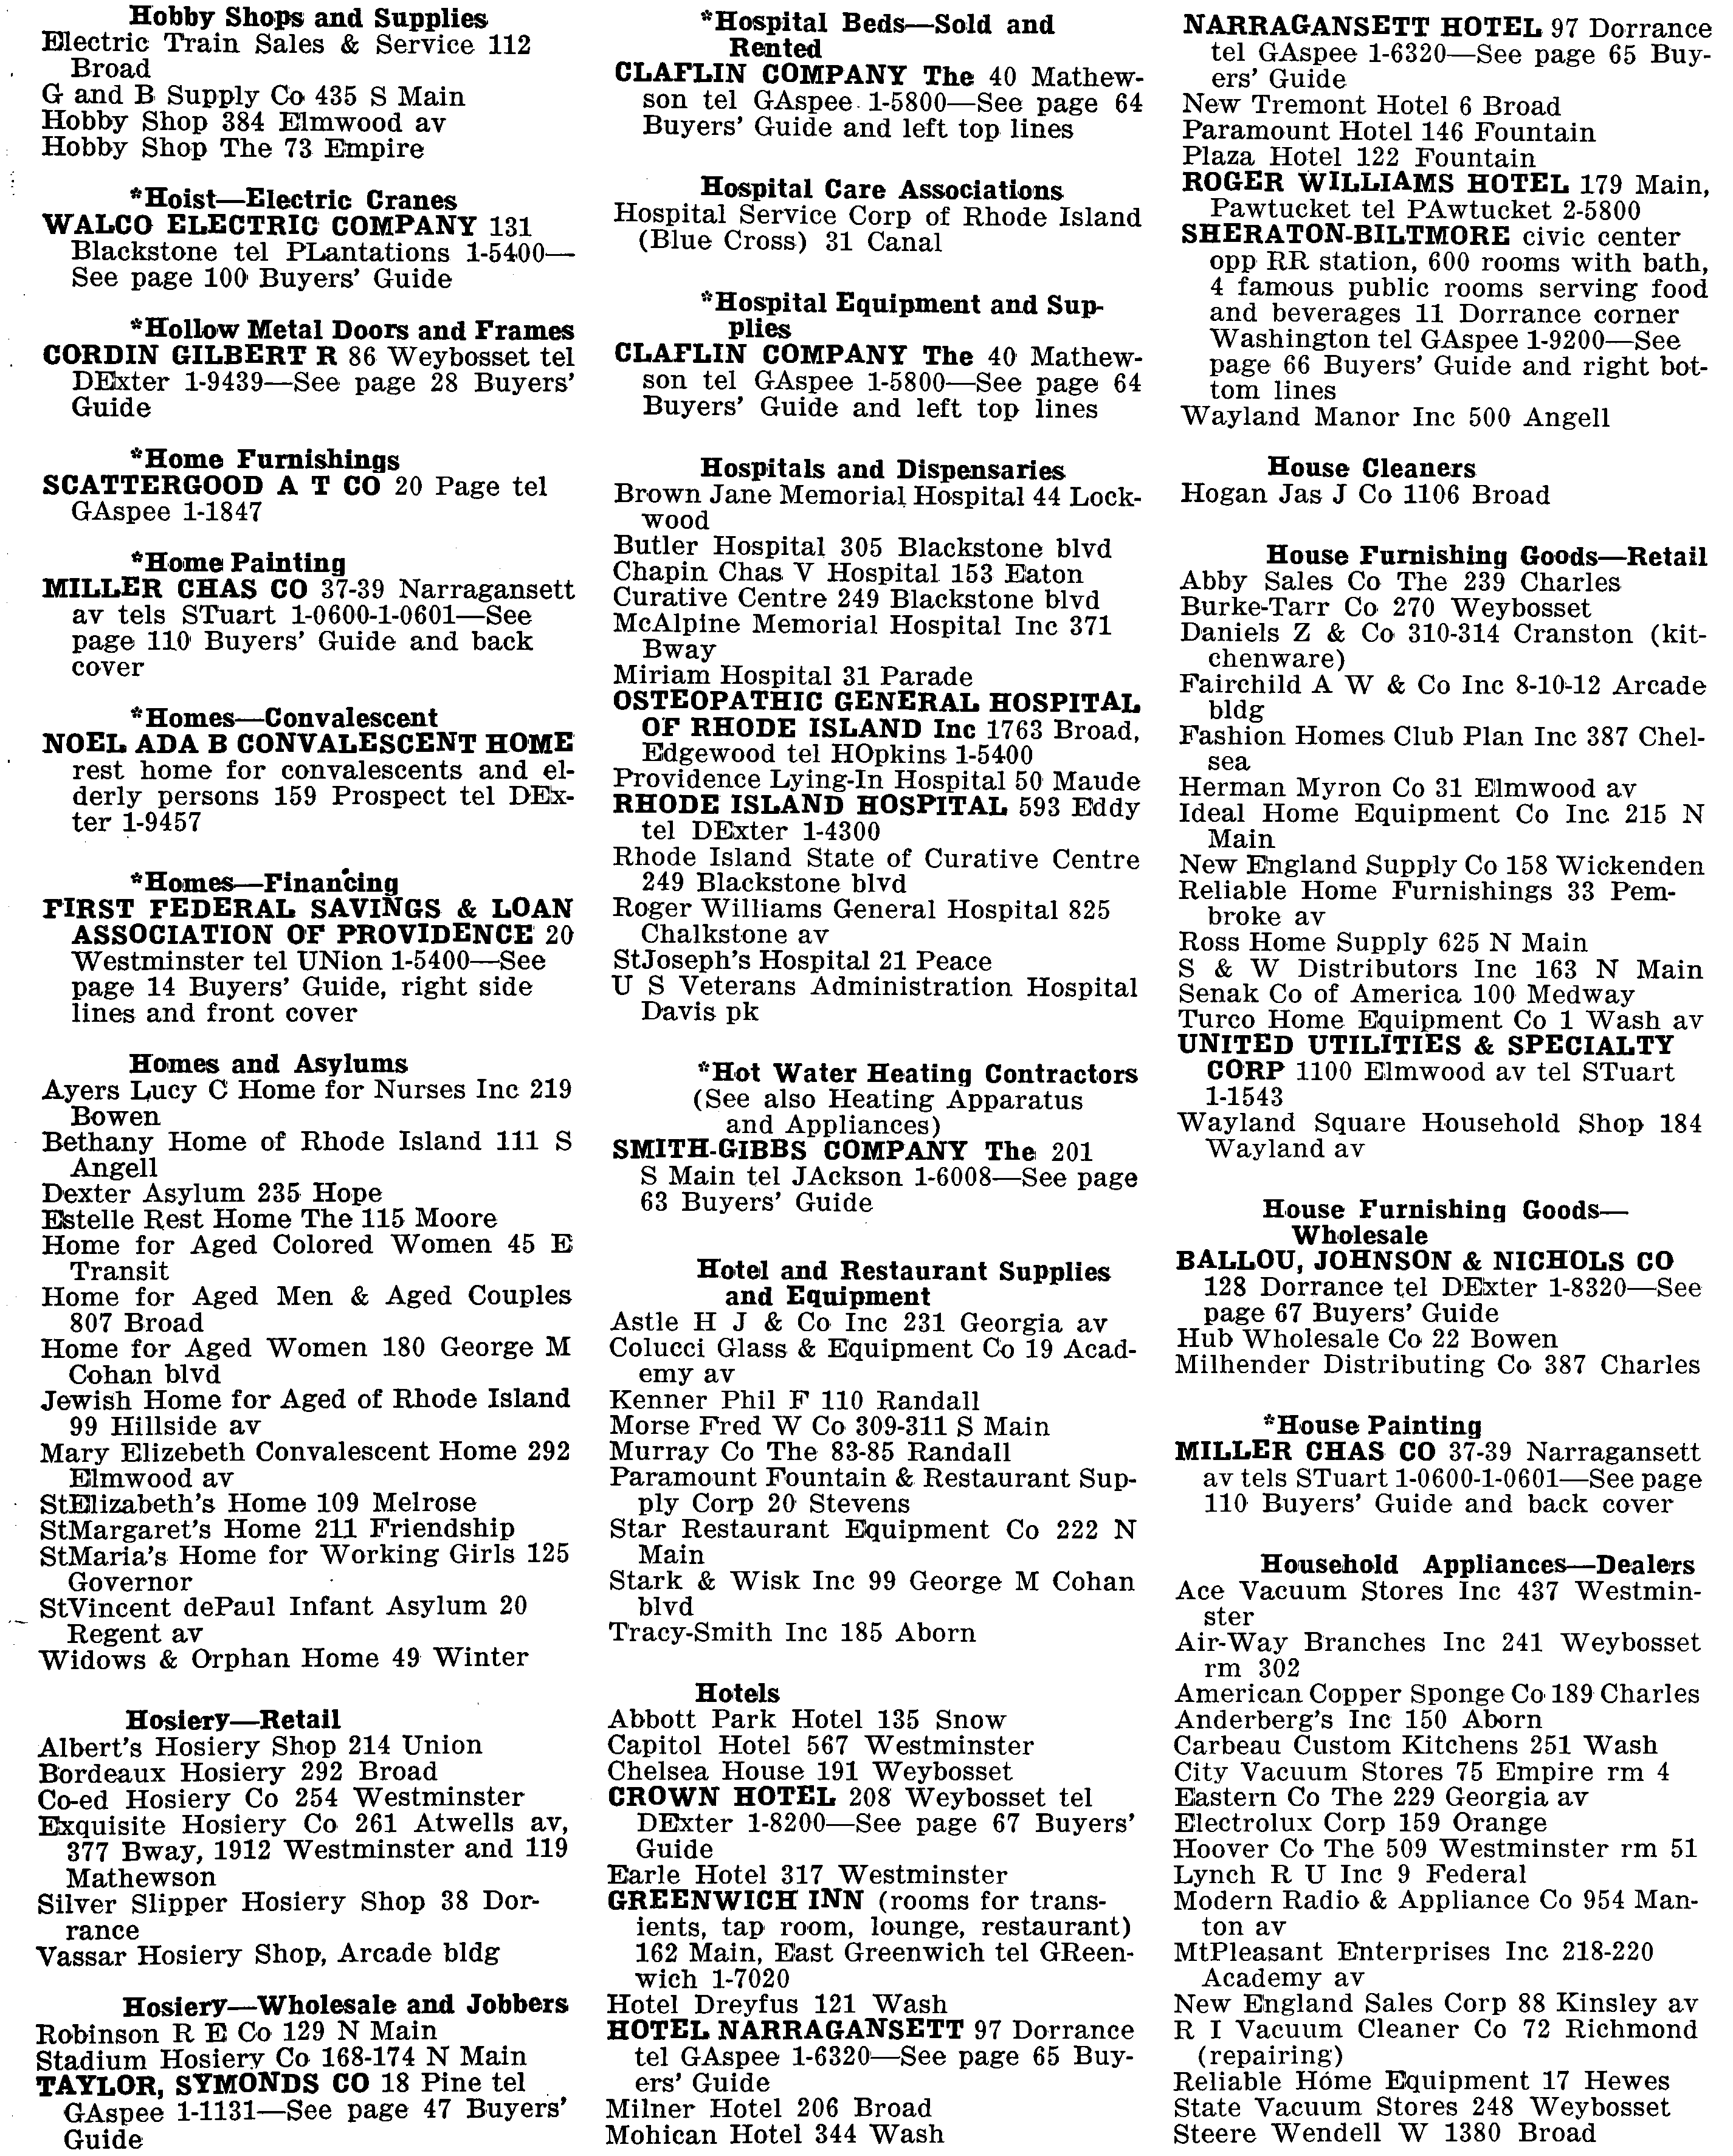 Hobby Shops and Supplies
Electric Train Sales & Service 112
Broad
G and B Supply Co 435 S Main
Hobby Shop 384 Elmwood av
Hobby Shop The 73 Empire
*Hoist—Electric Cranes
WALCO ELECTRIC COMPANY 131
Blackstone tel PLantations 1-5400—
See page 100 Buyers' Guide
*Hollow Metal Doors and Frames
CORDIN GILBERT R 86 Weybosset tel
DExter 1-9439—See page 28 Buyers'
Guide
*Home Furnishings
SCATTERGOOD A T CO 20 Page tel
GAspee 1-1847
*Home Painting
MILLER CHAS CO 37-39 Narragansett
av tels STuart 1-0600-1-0601—See
page 110 Buyers' Guide and back
cover
*Homes—Convalescent
NOEL ADA B CONVALESCENT HOME
rest home for convalescents and el-
derly persons 159 Prospect tel DEx-
ter 1-9457
*Homes—Financing
FIRST FEDERAL SAVINGS & LOAN
ASSOCIATION OF PROVIDENCE 20
Westminster tel UNion 1-5400—See
page 14 Buyers' Guide, right side
lines and front cover
Homes and Asylums
Ayers Lucy C Home for Nurses Inc 219
Bowen
Bethany Home of Rhode Island 111 S
Angell
Dexter Asylum 235 Hope
Estelle Rest Home The 115 Moore
Home for Aged Colored Women 45 E
Transit
Home for Aged Men & Aged Couples
807 Broad
Home for Aged Women 180 George M
Cohan blvd
Jewish Home for Aged of Rhode Island
99 Hillside av
Mary Elizebeth Convalescent Home 292
Elmwood av
StElizabeth's Home 109 Melrose
StMargaret's Home 211 Friendship
StMaria's Home for Working Girls 125
Governor
StVincent dePaul Infant Asylum 20
Regent av
Widows & Orphan Home 49 Winter
Hosiery—Retail
Albert's Hosiery Shop 214 Union
Bordeaux Hosiery 292 Broad
Co-ed Hosiery Co 254 Westminster
Exquisite Hosiery Co 261 Atwells av,
377 Bway, 1912 Westminster and 119
Mathewson
Silver Slipper Hosiery Shop 38 Dor-
rance
Vassar Hosiery Shop, Arcade bldg
Hosiery—Wholesale and Jobbers
Robinson R E Co 129 N Main
Stadium Hosiery Co 168-174 N Main
TAYLOR, SYMONDS CO 18 Pine tel
GAspee 1-1131—See page 47 Buyers'
Guide
*Hospital Beds—Sold and
Rented
CLAFLIN COMPANY The 40 Mathew-
son tel GAspee 1-5800—See page 64
Buyers' Guide and left top lines
Hospital Care Associations
Hospital Service Corp of Rhode Island
(Blue Cross) 31 Canal
*Hospital Equipment and Sup-
plies
CLAFLIN COMPANY The 40 Mathew-
son tel GAspee 1-5800—See page 64
Buyers' Guide and left top lines
Hospitals and Dispensaries
Brown Jane Memorial Hospital 44 Lock-
wood
Butler Hospital 305 Blackstone blvd
Chapin Chas V Hospital 153 Eaton
Curative Centre 249 Blackstone blvd
McAlpine Memorial Hospital Inc 371
Bway
Miriam Hospital 31 Parade
OSTEOPATHIC GENERAL HOSPITAL
OF RHODE ISLAND Inc 1763 Broad,
Edgewood tel HOpkins 1-5400
Providence Lying-In Hospital 50 Maude
RHODE ISLAND HOSPITAL 593 Eddy
tel DExter 1-4300
Rhode Island State of Curative Centre
249 Blackstone blvd
Roger Williams General Hospital 825
Chalkstone av
StJoseph's Hospital 21 Peace
U S Veterans Administration Hospital
Davis pk
*Hot Water Heating Contractors
(See also Heating Apparatus
and Appliances)
SMITH-GIBBS COMPANY The 201
S Main tel JAckson 1-6008—See page
63 Buyers' Guide
Hotel and Restaurant Supplies
and Equipment
Astle H J & Co Inc 231 Georgia av
Colucci Glass & Equipment Co 19 Acad-
emy av
Kenner Phil F 110 Randall
Morse Fred W Co 309-311 S Main
Murray Co The 83-85 Randall
Paramount Fountain & Restaurant Sup-
ply Corp 20 Stevens
Star Restaurant Equipment Co 222 N
Main
Stark & Wisk Inc 99 George M Cohan
blvd
Tracy-Smith Inc 185 Aborn
Hotels
Abbott Park Hotel 135 Snow
Capitol Hotel 567 Westminster
Chelsea House 191 Weybosset
CROWN HOTEL 208 Weybosset tel
DExter 1-8200—See page 67 Buyers'
Guide
Earle Hotel 317 Westminster
GREENWICH INN (rooms for trans-
ients, tap room, lounge, restaurant)
162 Main, East Greenwich tel GReen-
wich 1-7020
Hotel Dreyfus 121 Wash
HOTEL NARRAGANSETT 97 Dorrance
tel GAspee 1-6320—See page 65 Buy-
ers' Guide
Milner Hotel 206 Broad
Mohican Hotel 344 Wash
NARRAGANSETT HOTEL 97 Dorrance
tel GAspee 1-6320—See page 65 Buy-
ers' Guide
New Tremont Hotel 6 Broad
Paramount Hotel 146 Fountain
Plaza Hotel 122 Fountain
ROGER WILLIAMS HOTEL 179 Main,
Pawtucket tel PAwtucket 2-5800
SHERATON-BILTMORE civic center
opp RR station, 600 rooms with bath,
4 famous public rooms serving food
and beverages 11 Dorrance corner
Washington tel GAspee 1-9200—See
page 66 Buyers' Guide and right bot-
tom lines
Wayland Manor Inc 500 Angell
House Cleaners
Hogan Jas J Co 1106 Broad
House Furnishing Goods—Retail
Abby Sales Co The 239 Charles
Burke-Tarr Co 270 Weybosset
Daniels Z & Co 310-314 Cranston (kit-
chenware)
Fairchild A W & Co Inc 8-10-12 Arcade
bldg
Fashion Homes Club Plan Inc 387 Chel-
sea
Herman Myron Co 31 Elmwood av
Ideal Home Equipment Co Inc 215 N
Main
New England Supply Co 158 Wickenden
Reliable Home Furnishings 33 Pem-
broke av
Ross Home Supply 625 N Main
S & W Distributors Inc 163 N Main
Senak Co of America 100 Medway
Turco Home Equipment Co 1 Wash av
UNITED UTILITIES & SPECIALTY
CORP 1100 Elmwood av tel STuart
1-1543
Wayland Square Household Shop 184
Wayland av
House Furnishing Goods—
Wholesale
BALLOU, JOHNSON & NICHOLS CO
128 Dorrance tel DExter 1-8320—See
page 67 Buyers' Guide
Hub Wholesale Co 22 Bowen
Milhender Distributing Co 387 Charles
*House Painting
MILLER CHAS CO 37-39 Narragansett
av tels STuart 1-0600-1-0601—See page
110 Buyers' Guide and back cover
Household Appliances—Dealers
Ace Vacuum Stores Inc 437 Westmin-
ster
Air-Way Branches Inc 241 Weybosset
rm 302
American Copper Sponge Co 189 Charles
Anderberg's Inc 150 Aborn
Carbeau Custom Kitchens 251 Wash
City Vacuum Stores 75 Empire rm 4
Eastern Co The 229 Georgia av
Electrolux Corp 159 Orange
Hoover Co The 509 Westminster rm 51
Lynch R U Inc 9 Federal
Modern Radio & Appliance Co 954 Man-
ton av
MtPleasant Enterprises Inc 218-220
Academy av
New England Sales Corp 88 Kinsley av
R I Vacuum Cleaner Co 72 Richmond
(repairing)
Reliable Home Equipment 17 Hewes
State Vacuum Stores 248 Weybosset
Steere Wendell W 1380 Broad